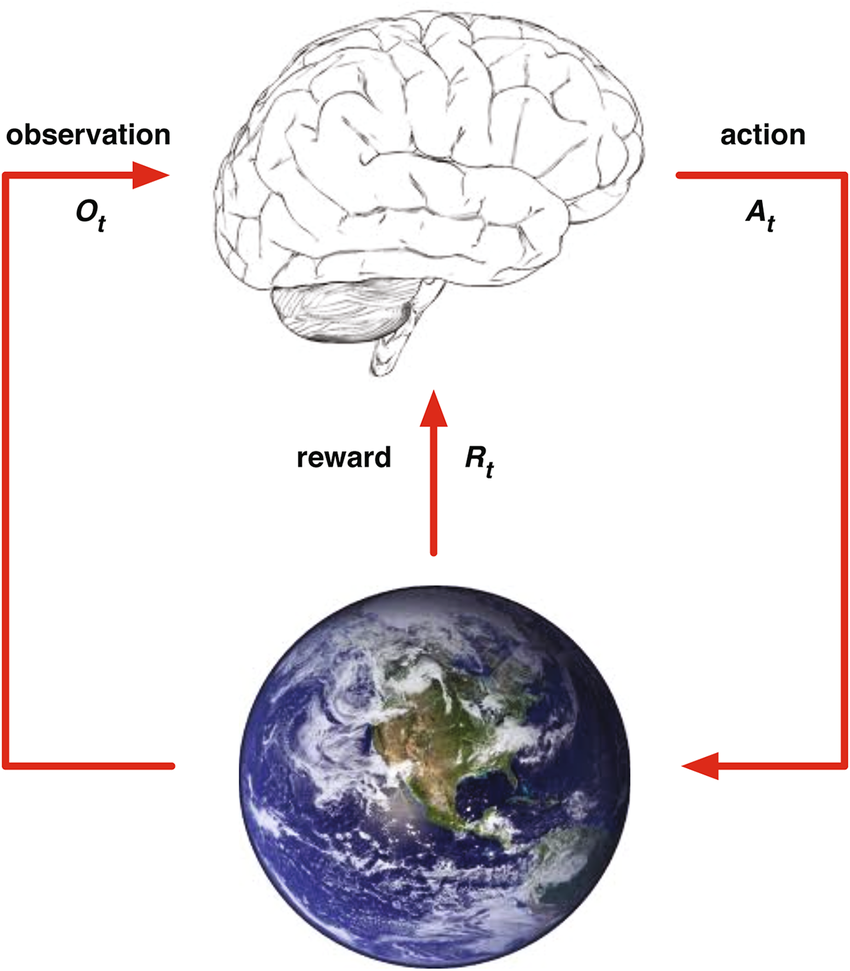 observation
O_t
action
A_t
reward R_t